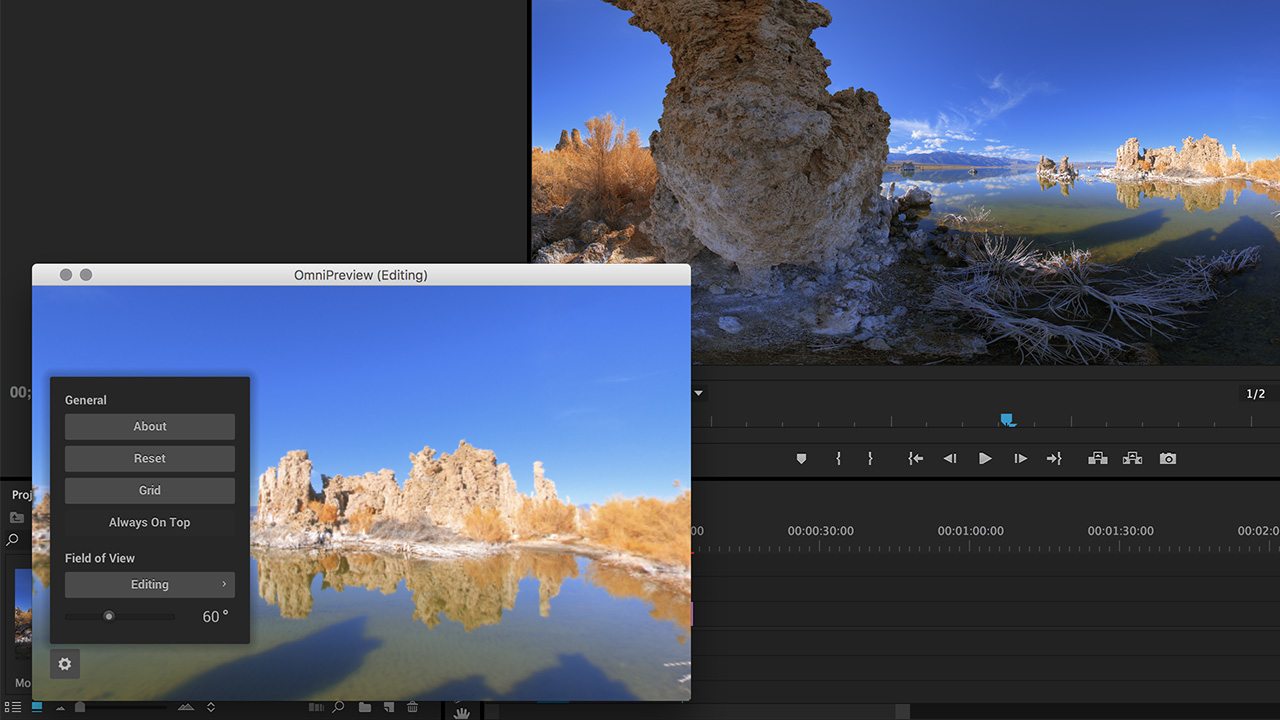 OmniPreview (Editing)
General
About
Reset
Grid
Always On Top
Field of View
Editing
60°
00;
1/2
Proj
00
00:00:30:00
00:01:00:00
00:01:30:00
00:02:0
Mo